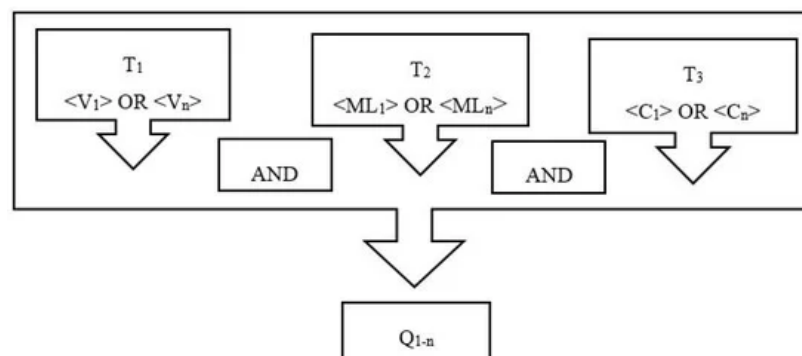 T₁
<V₁> OR <Vₙ>
T₂
<ML₁> OR <MLₙ>
T₃
<C₁> OR <Cₙ>
AND
AND
Q₁₋ₙ